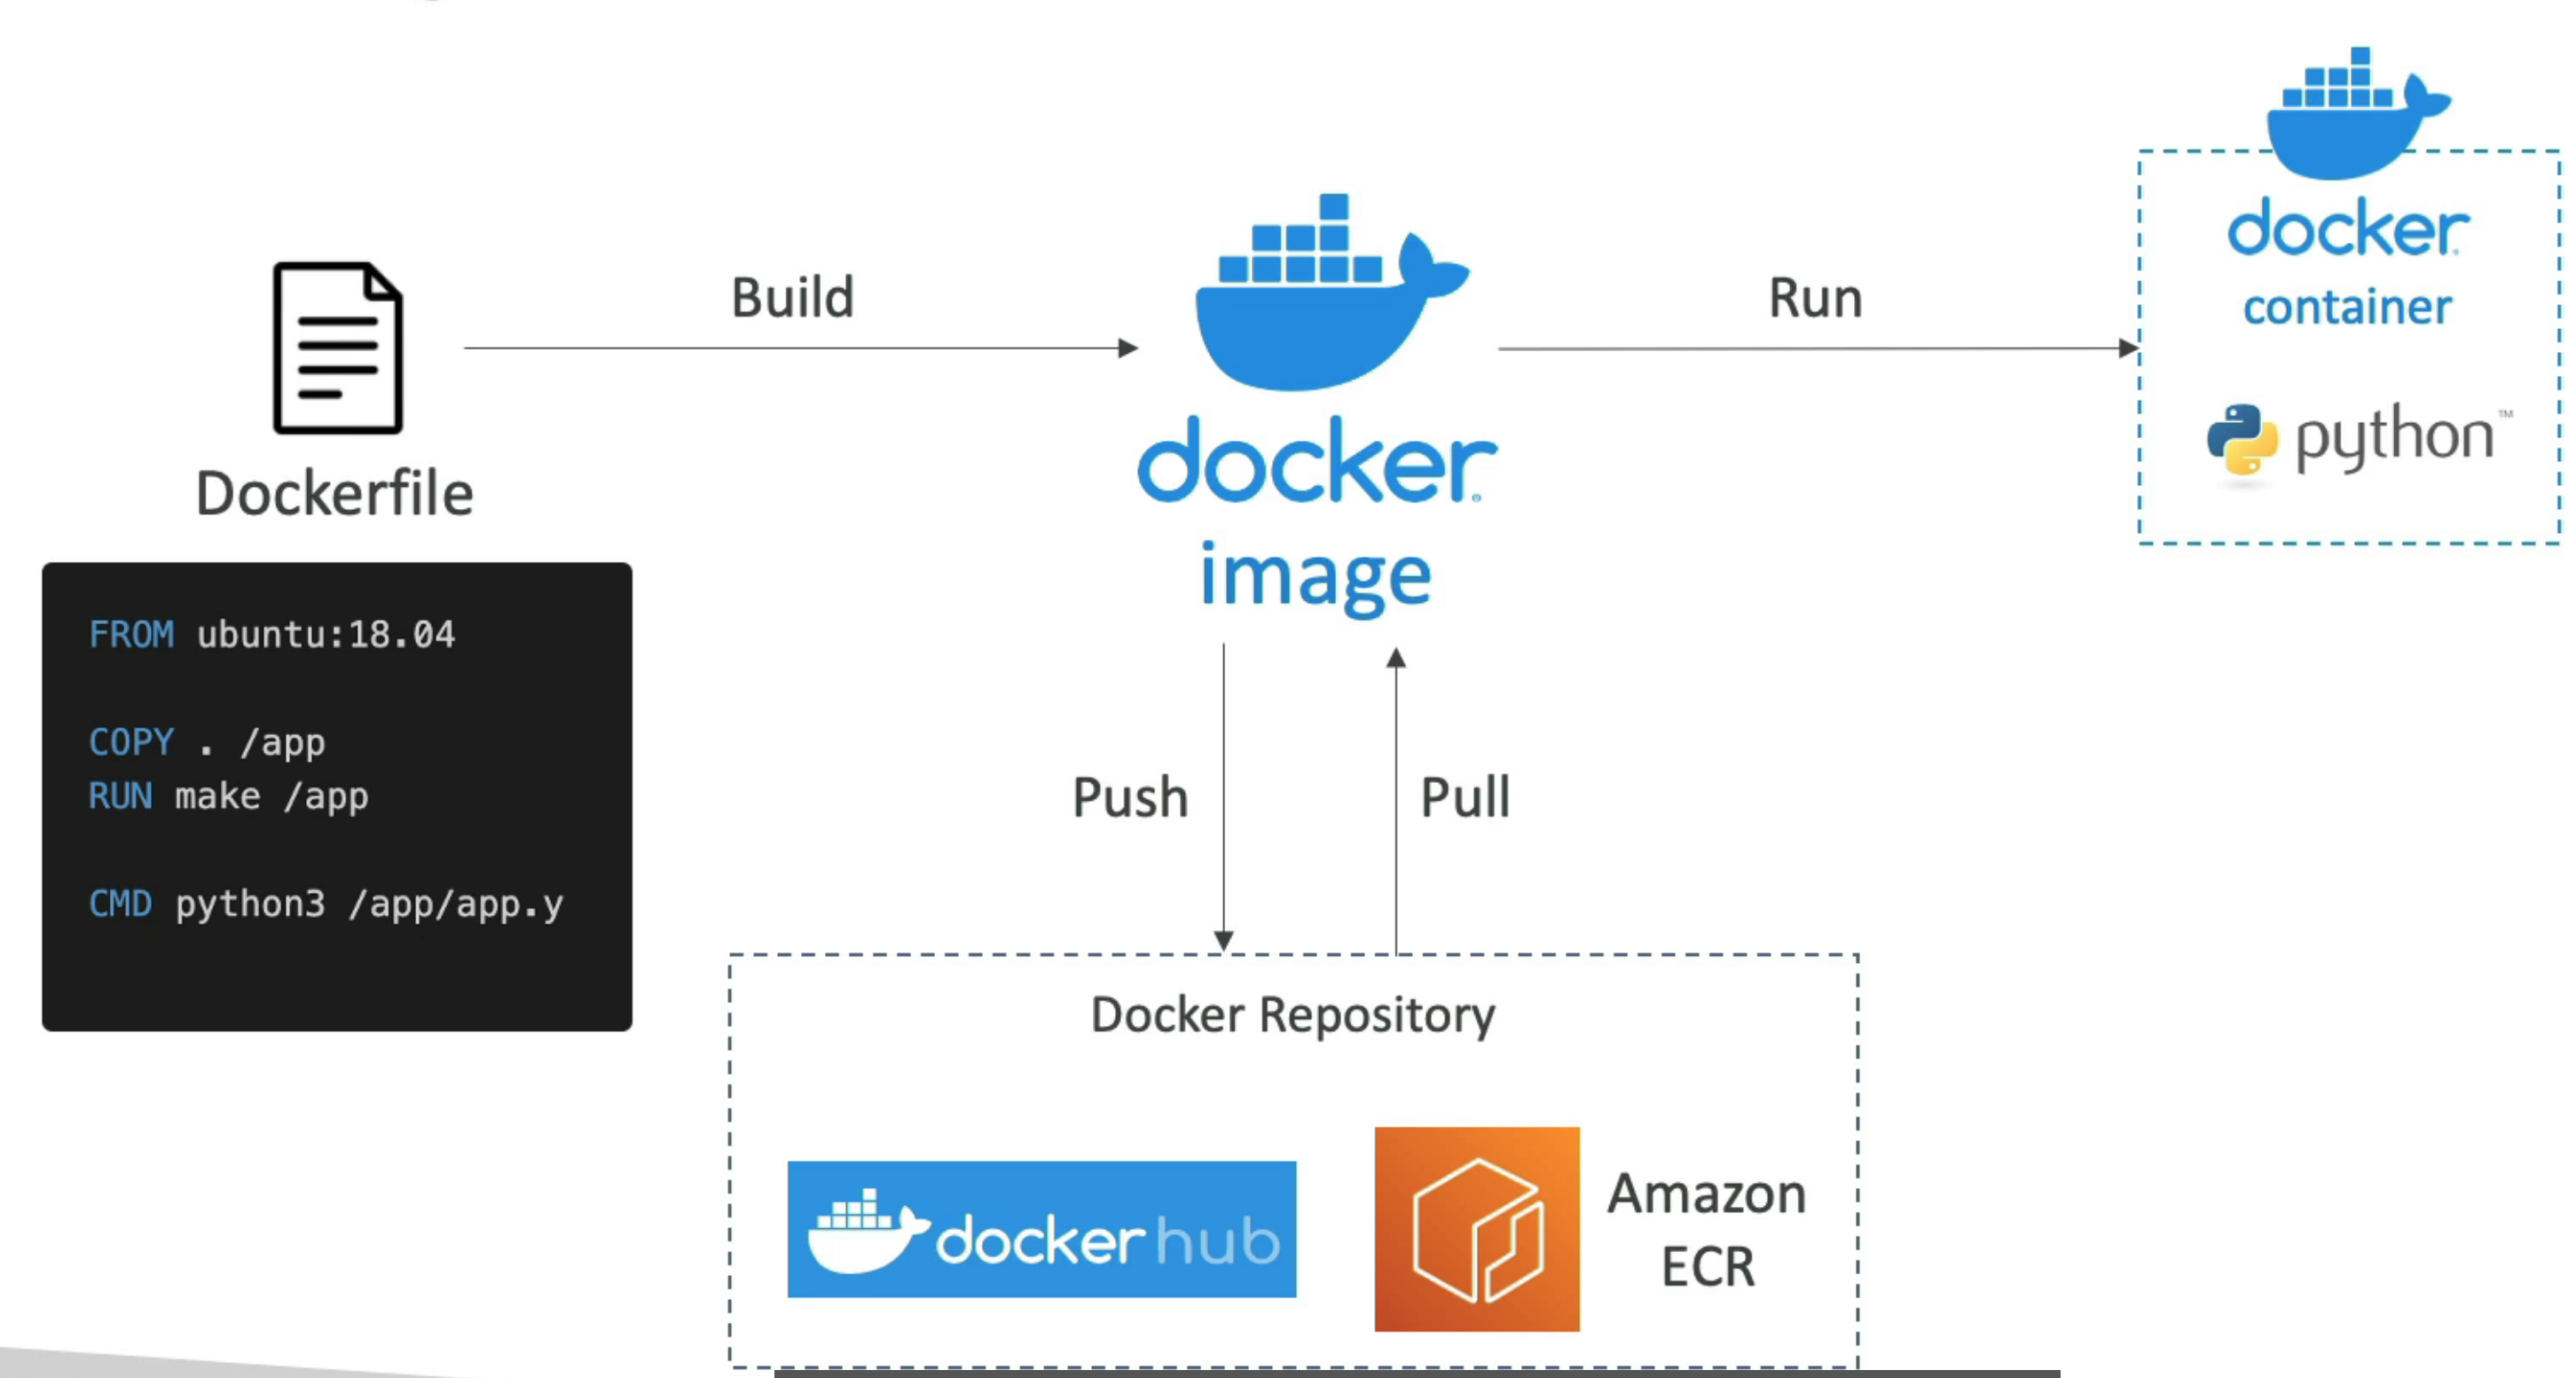 Dockerfile
FROM ubuntu:18.04
COPY . /app
RUN make /app
CMD python3 /app/app.y
Build
docker
image
Run
docker
container
python™
Push
Pull
Docker Repository
docker hub
Amazon
ECR